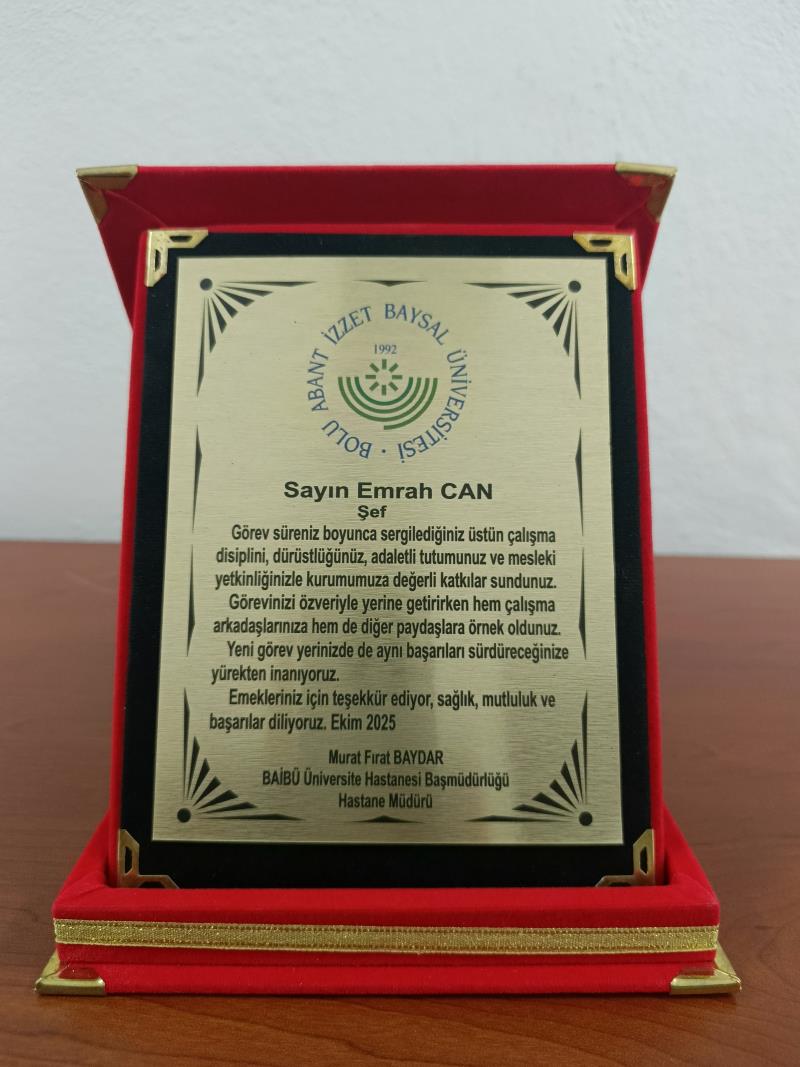 BOLU ABANT İZZET BAYSAL ÜNİVERSİTESİ ·
1992
Sayın Emrah CAN
Şef
Görev süreniz boyunca sergilediğiniz üstün çalışma
disiplini, dürüstlüğünüz, adaletli tutumunuz ve mesleki
yetkinliğinizle kurumumuza değerli katkılar sundunuz.
Görevinizi özveriyle yerine getirirken hem çalışma
arkadaşlarınıza hem de diğer paydaşlara örnek oldunuz.
Yeni görev yerinizde de aynı başarıları sürdüreceğinize
yürekten inanıyoruz.
Emekleriniz için teşekkür ediyor, sağlık, mutluluk ve
başarılar diliyoruz. Ekim 2025
Murat Fırat BAYDAR
BAİBÜ Üniversite Hastanesi Başmüdürlüğü
Hastane Müdürü